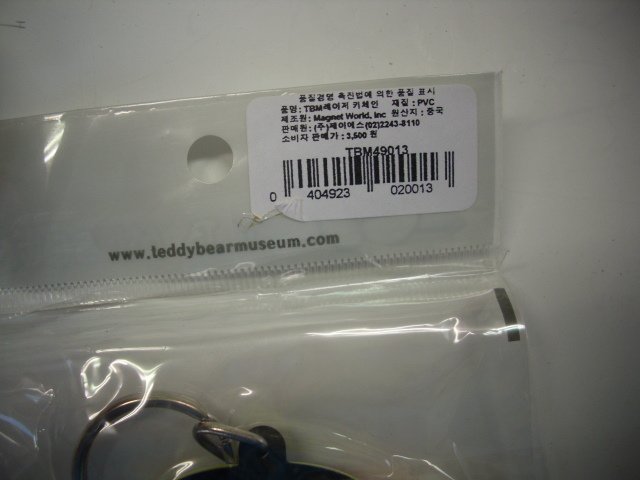 품질경영 촉진법에 의한 품질 표시
품명 : TBM레이저 키체인 재질 : PVC
제조원 : Magnet World, Inc 원산지 : 중국
판매원 : (주)제이에스(02)2243-8110
소비자 판매가 : 3,500 원
TBM49013
0 404923 020013
www.teddybearmuseum.com